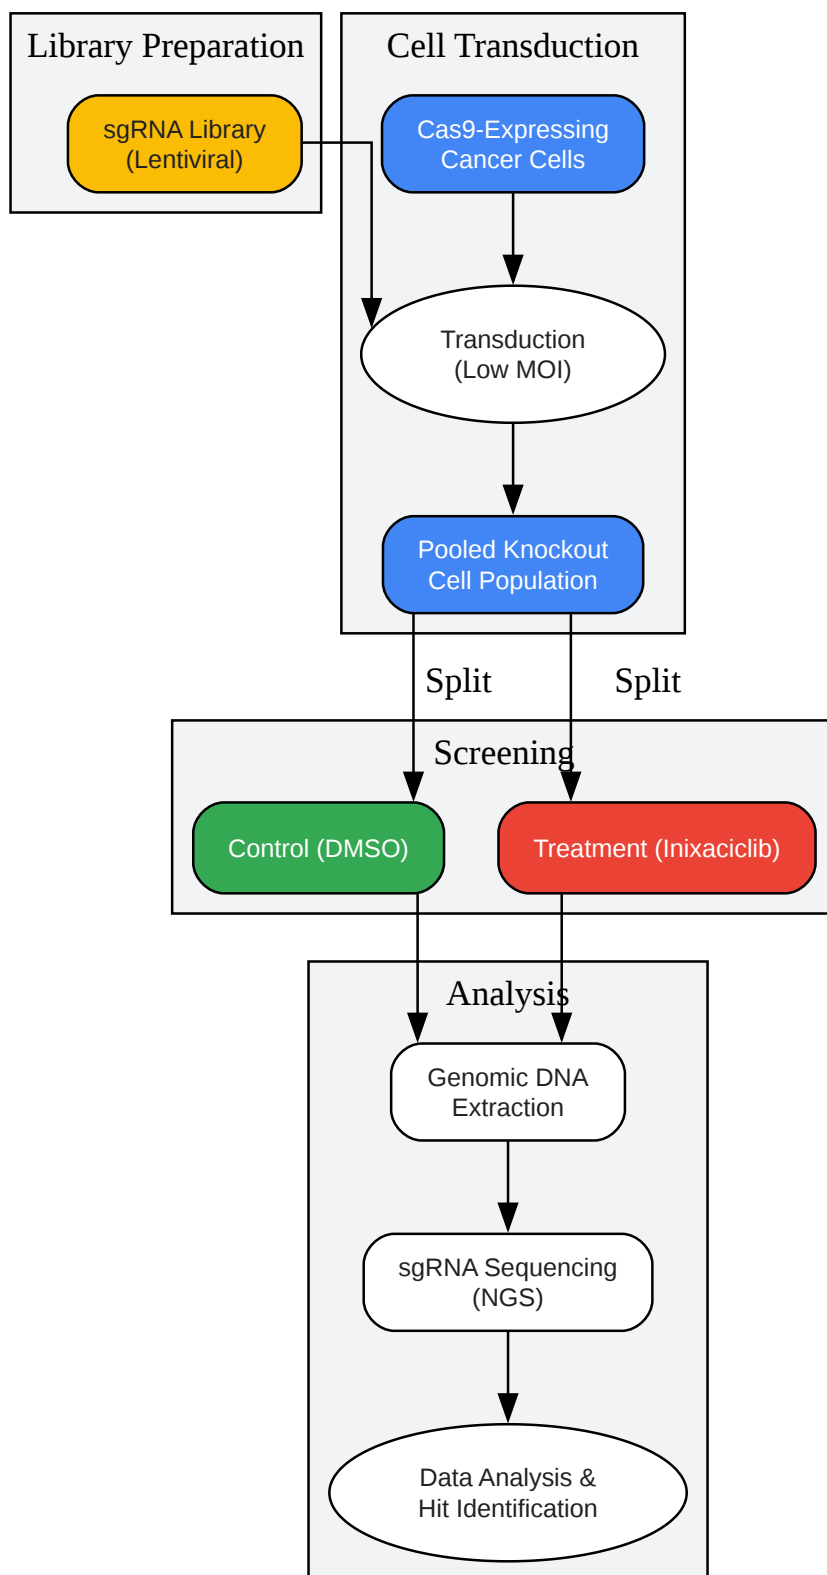 Library Preparation
Cell Transduction
sgRNA Library
(Lentiviral)
Cas9-Expressing
Cancer Cells
Transduction
(Low MOI)
Pooled Knockout
Cell Population
Split
Split
Screening
Control (DMSO)
Treatment (Inixaciclib)
Analysis
Genomic DNA
Extraction
sgRNA Sequencing
(NGS)
Data Analysis &
Hit Identification